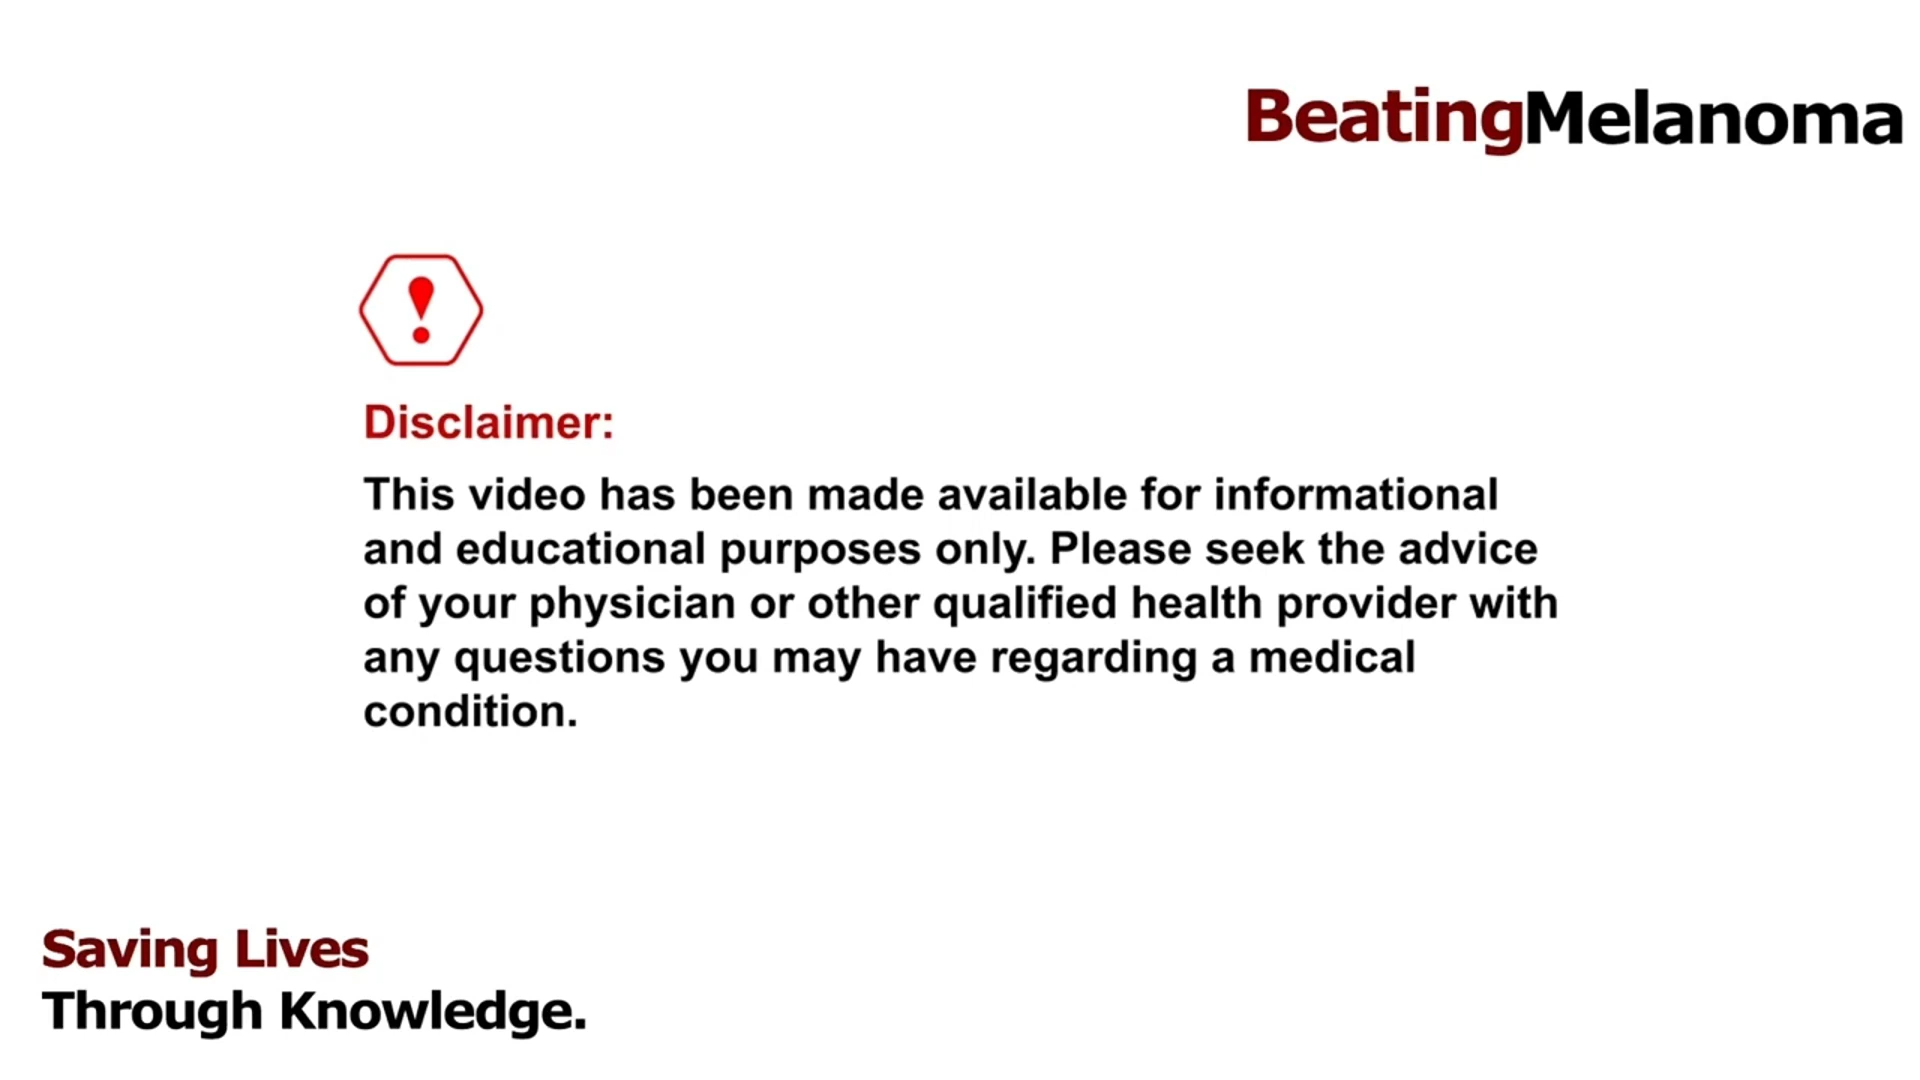 BeatingMelanoma
Disclaimer:
This video has been made available for informational
and educational purposes only. Please seek the advice
of your physician or other qualified health provider with
any questions you may have regarding a medical
condition.
Saving Lives
Through Knowledge.